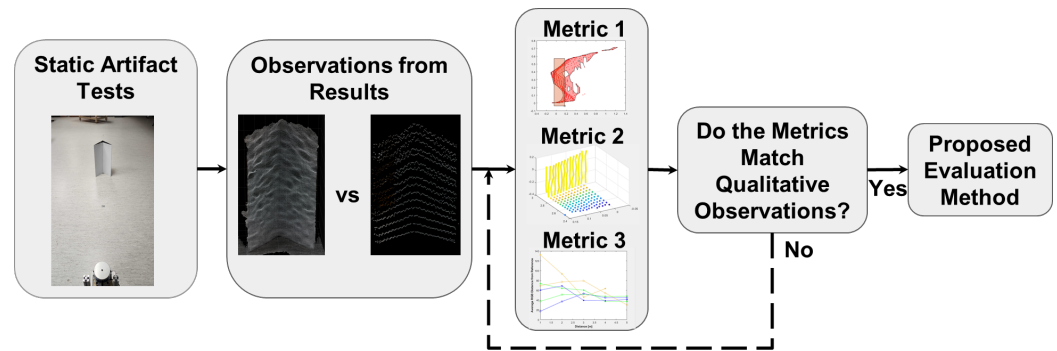 Static Artifact
Tests
Observations from
Results
vs
Metric 1
Metric 2
Metric 3
Distance (m)
Do the Metrics
Match
Qualitative
Observations?
Yes
No
Proposed
Evaluation
Method